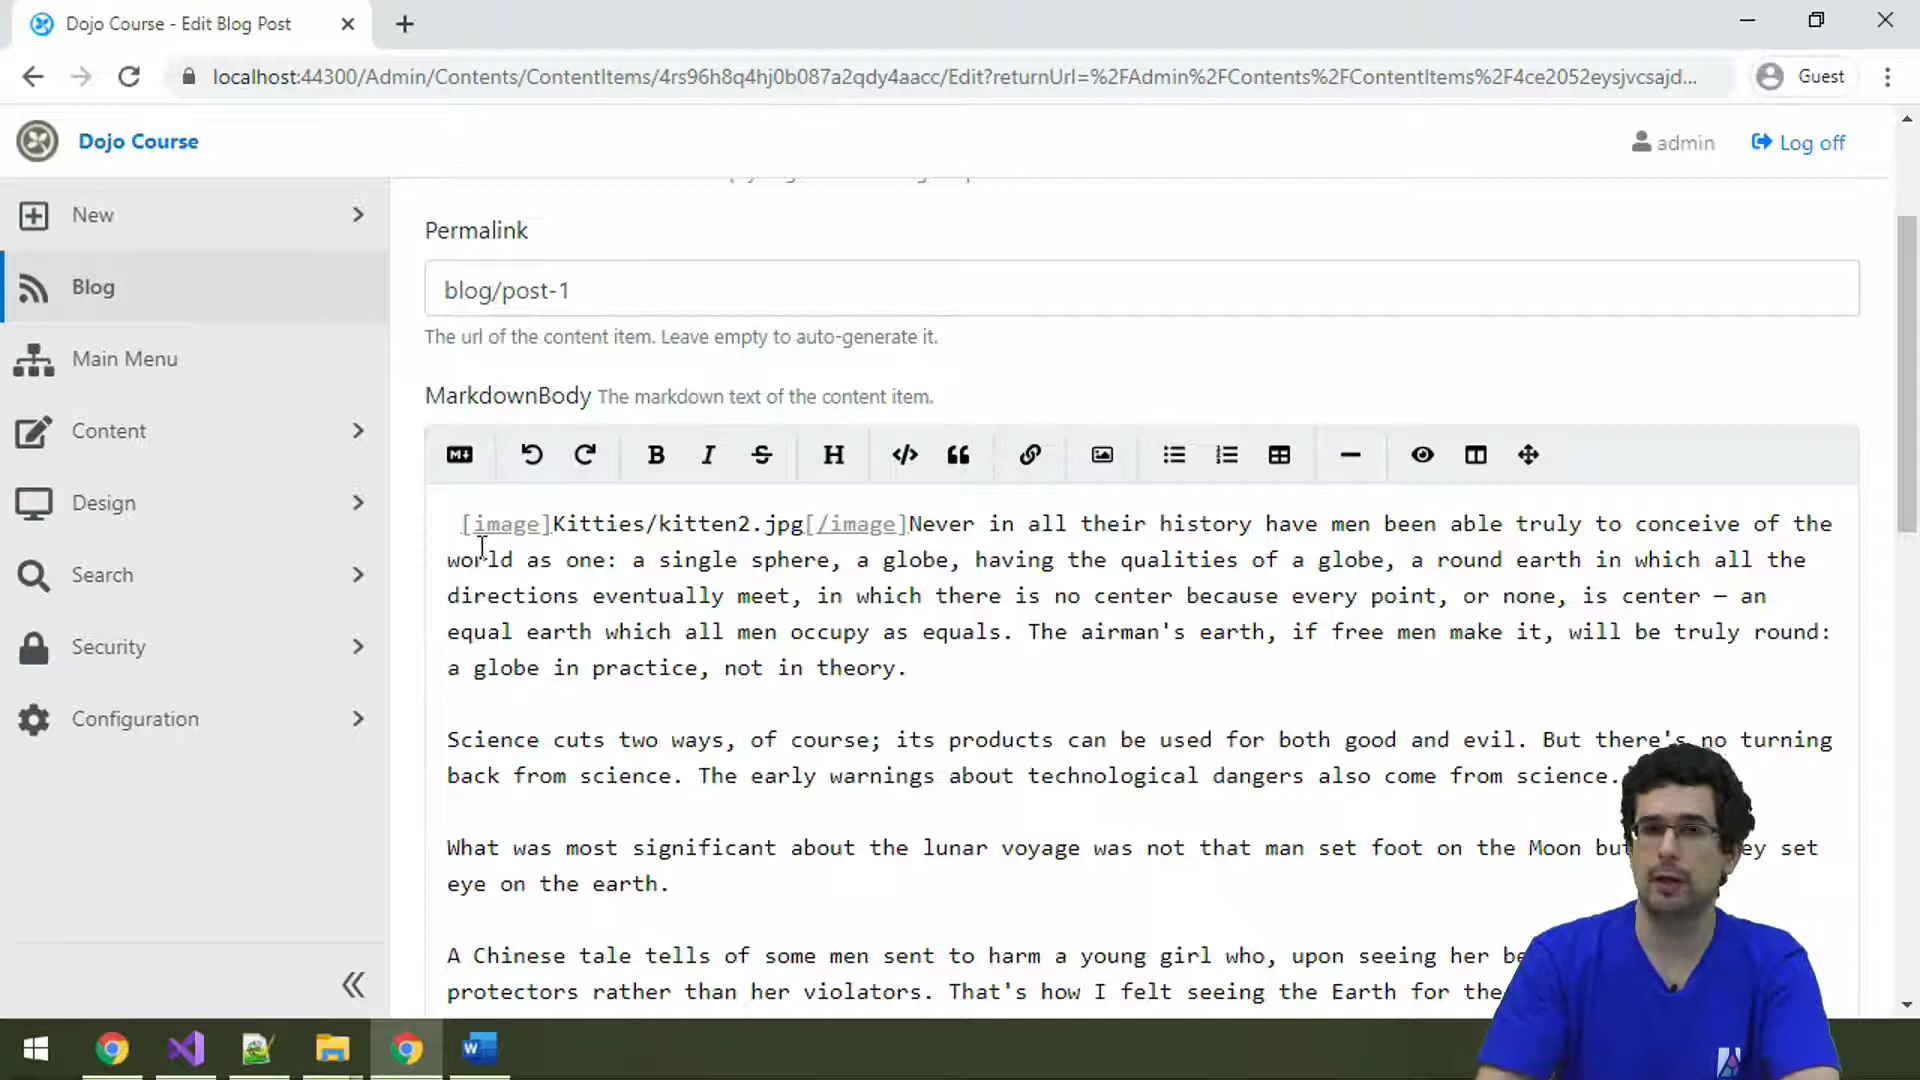 Dojo Course - Edit Blog Post
localhost:44300/Admin/Contents/ContentItems/4rs96h8q4hj0b087a2qdy4aacc/Edit?returnUrl=%2FAdmin%2FContents%2FContentItems%2F4ce2052eysjvcsajd...
Guest
Dojo Course
admin
Log off
New
Blog
Main Menu
Content
Design
Search
Security
Configuration
Permalink
blog/post-1
The url of the content item. Leave empty to auto-generate it.
MarkdownBody The markdown text of the content item.
[image]Kitties/kitten2.jpg[/image]Never in all their history have men been able truly to conceive of the
world as one: a single sphere, a globe, having the qualities of a globe, a round earth in which all the
directions eventually meet, in which there is no center because every point, or none, is center — an
equal earth which all men occupy as equals. The airman's earth, if free men make it, will be truly round:
a globe in practice, not in theory.
Science cuts two ways, of course; its products can be used for both good and evil. But there's no turning
back from science. The early warnings about technological dangers also come from science.
What was most significant about the lunar voyage was not that man set foot on the Moon but ey set
eye on the earth.
A Chinese tale tells of some men sent to harm a young girl who, upon seeing her be
protectors rather than her violators. That's how I felt seeing the Earth for the